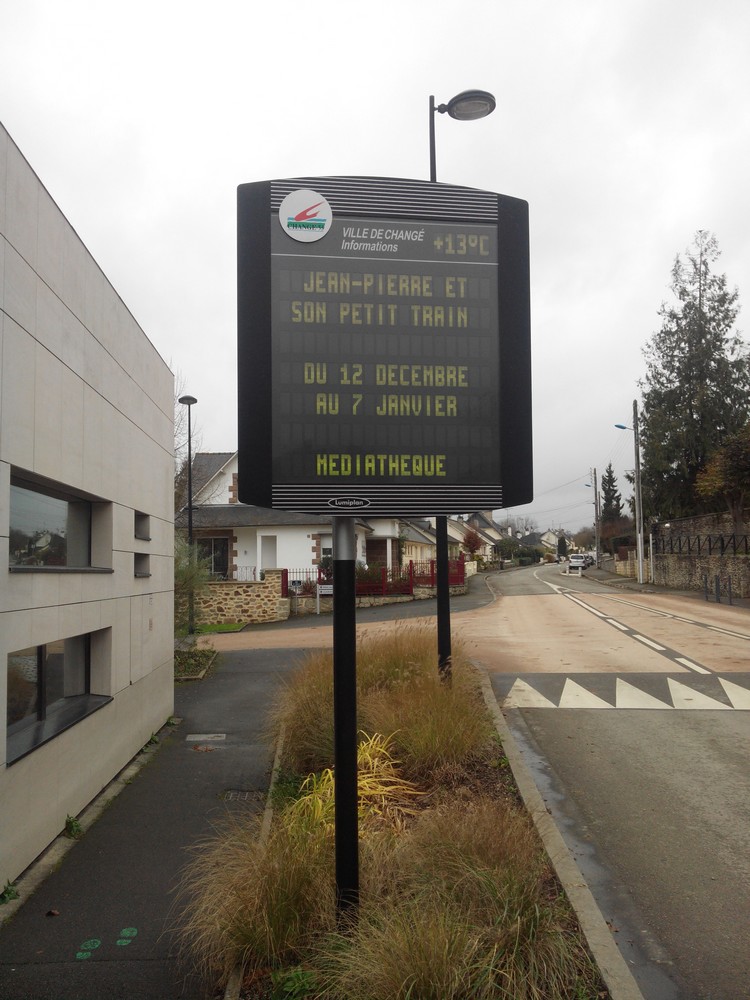 CHANGÉ
VILLE DE CHANGÉ
Informations
+13ºC
JEAN-PIERRE ET
SON PETIT TRAIN
DU 12 DECEMBRE
AU 7 JANVIER
MEDIATHEQUE
Lumiplan